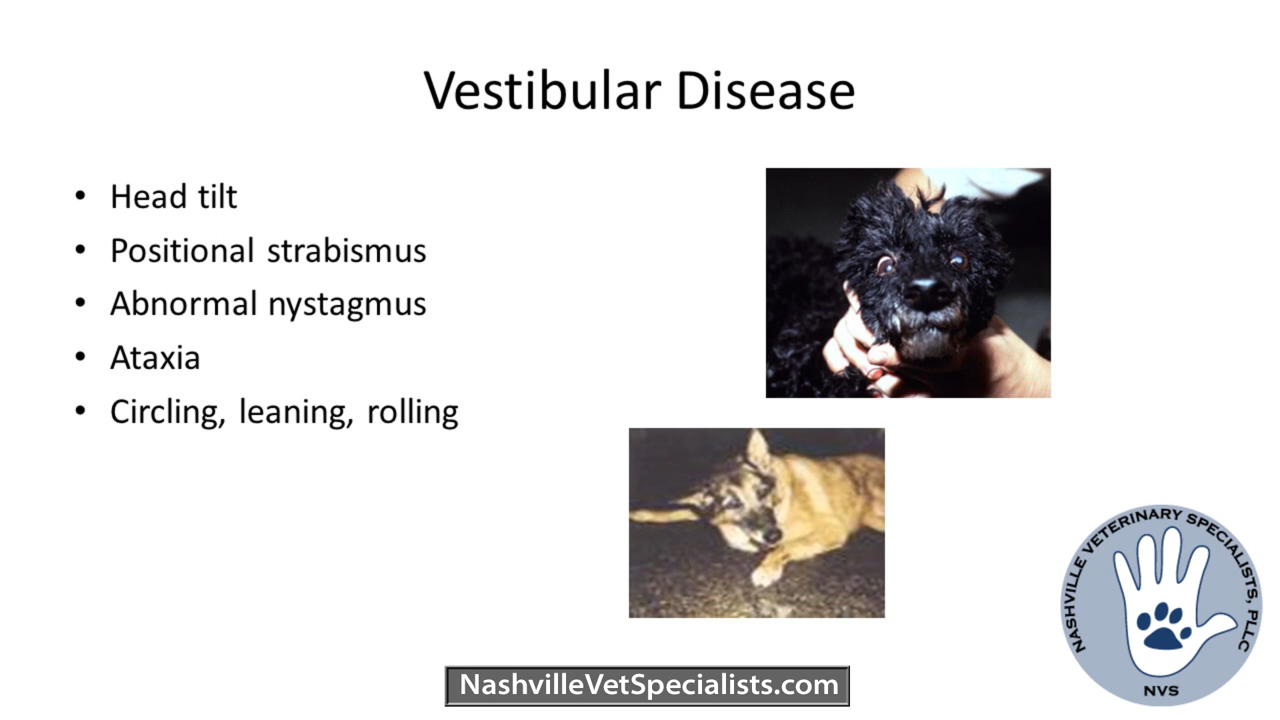 Vestibular Disease
• Head tilt
• Positional strabismus
• Abnormal nystagmus
• Ataxia
• Circling, leaning, rolling
NASHVILLE VETERINARY SPECIALISTS, PLLC
NVS
NashvilleVetSpecialists.com